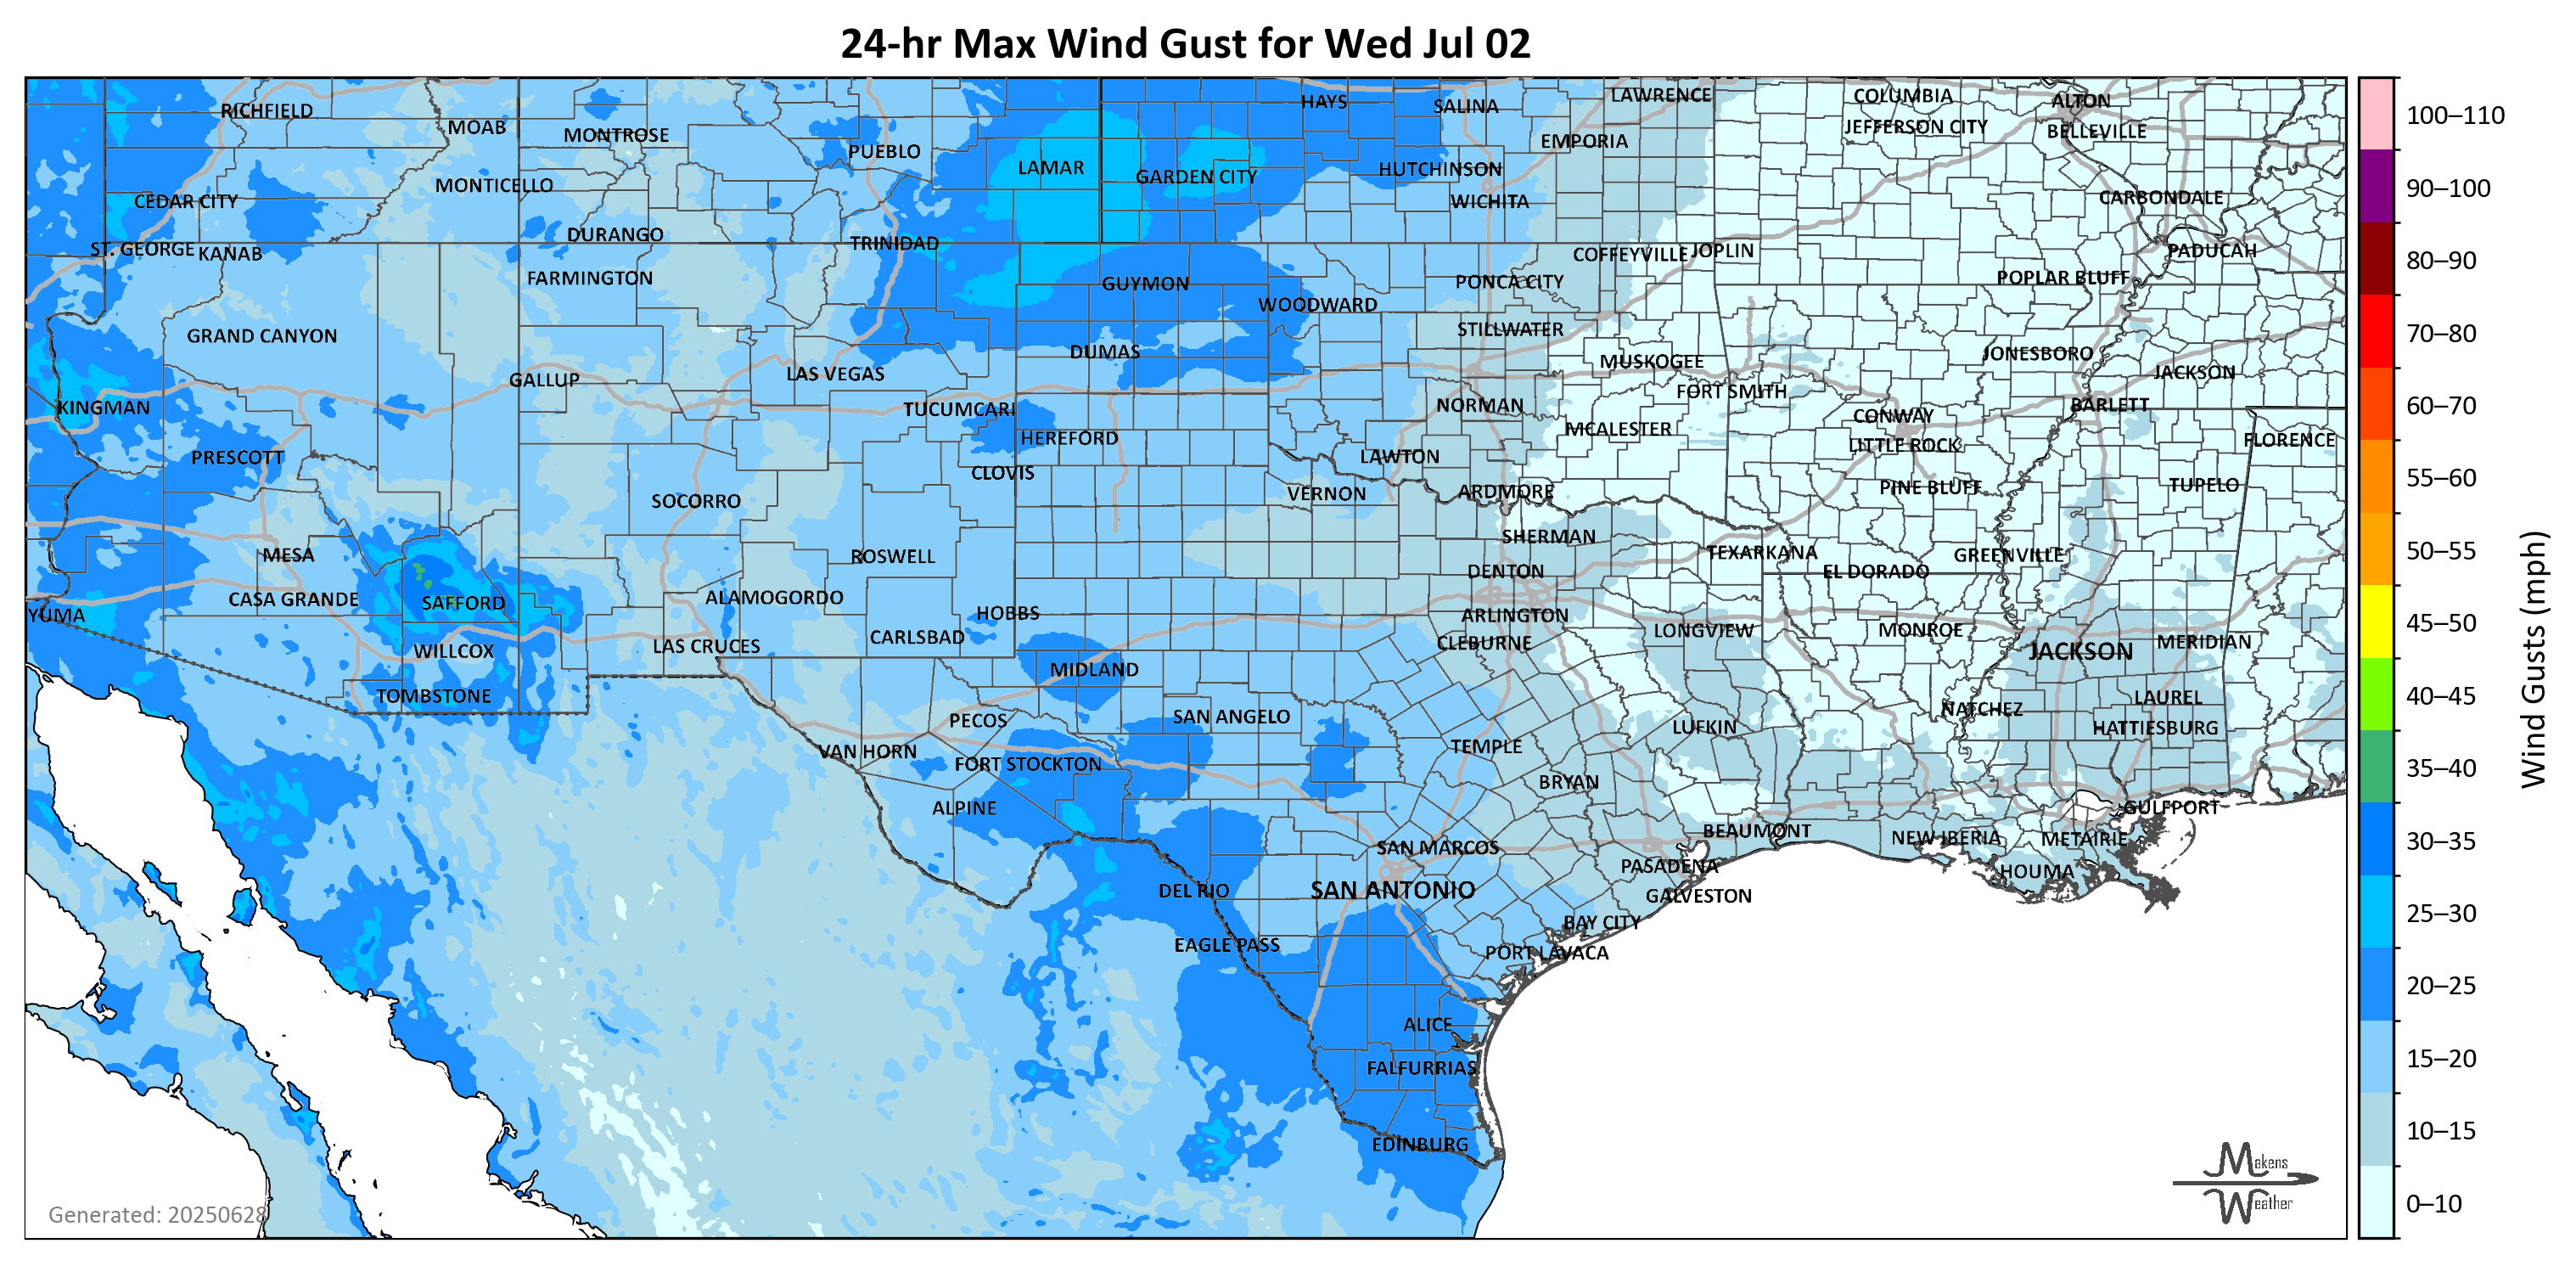 24-hr Max Wind Gust for Wed Jul 02
RICHFIELD
MOAB
MONTROSE
PUEBLO
LAMAR
GARDEN CITY
HAYS
SALINA
LAWRENCE
EMPORIA
HUTCHINSON
WICHITA
COLUMBIA
JEFFERSON CITY
ALTON
BELLEVILLE
CARBONDALE
PADUCAH
CEDAR CITY
MONTICELLO
ST. GEORGE
KANAB
DURANGO
TRINIDAD
FARMINGTON
GUYMON
WOODWARD
PONCA CITY
COFFEYVILLE
JOPLIN
POPLAR BLUFF
GRAND CANYON
DUMAS
STILLWATER
MUSKOGEE
JONESBORO
JACKSON
GALLUP
LAS VEGAS
KINGMAN
TUCUMCARI
NORMAN
FORT SMITH
CONWAY
BARLETT
PRESCOTT
HEREFORD
CLOVIS
LAWTON
MCALESTER
LITTLE ROCK
FLORENCE
SOCORRO
VERNON
ARDMORE
PINE BLUFF
TUPELO
MESA
ROSWELL
SHERMAN
TEXARKANA
GREENVILLE
DENTON
EL DORADO
CASA GRANDE
SAFFORD
ALAMOGORDO
HOBBS
ARLINGTON
YUMA
WILLCOX
LAS CRUCES
CARLSBAD
CLEBURNE
LONGVIEW
MONROE
JACKSON
MERIDIAN
MIDLAND
TOMBSTONE
PECOS
SAN ANGELO
LAUREL
NATCHEZ
HATTIESBURG
LUFKIN
VAN HORN
FORT STOCKTON
TEMPLE
BRYAN
ALPINE
GULFPORT
BEAUMONT
NEW IBERIA
METAIRIE
SAN MARCOS
PASADENA
HOUMA
DEL RIO
SAN ANTONIO
GALVESTON
BAY CITY
EAGLE PASS
PORT LAVACA
ALICE
FALFURRIAS
EDINBURG
Generated: 20250628
Makens
Weather
100–110
90–100
80–90
70–80
60–70
55–60
50–55
45–50
40–45
35–40
30–35
25–30
20–25
15–20
10–15
0–10
Wind Gusts (mph)